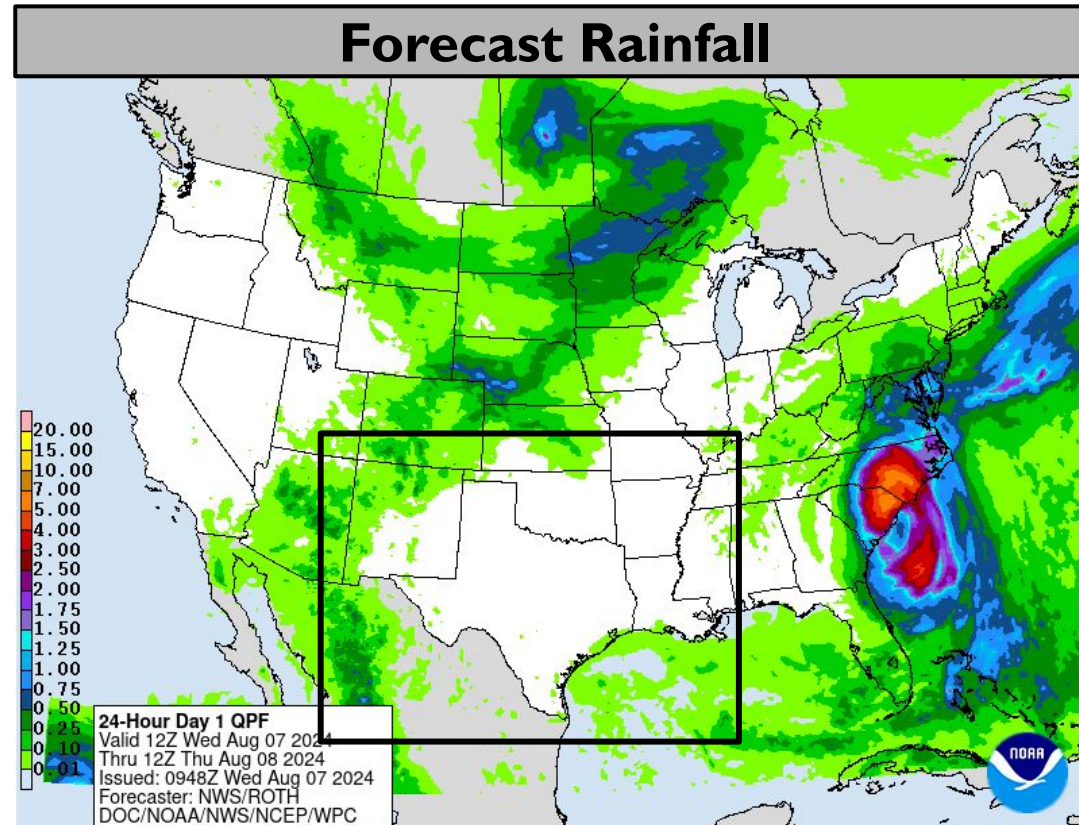 Forecast Rainfall
20.00
15.00
10.00
7.00
5.00
4.00
3.00
2.50
2.00
1.75
1.50
1.25
1.00
0.75
0.50
0.25
0.10
0.01
24-Hour Day 1 QPF
Valid 12Z Wed Aug 07 2024
Thru 12Z Thu Aug 08 2024
Issued: 0948Z Wed Aug 07 2024
Forecaster: NWS/ROTH
DOC/NOAA/NWS/NCEP/WPC
NOAA